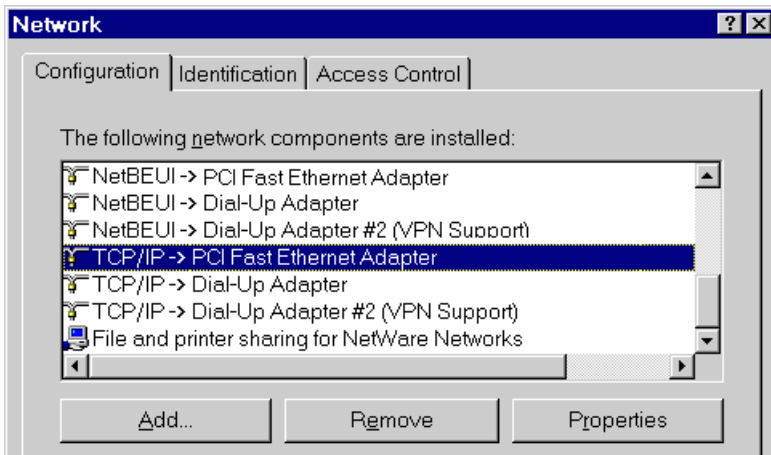 Network
Configuration Identification Access Control
The following network components are installed:
NetBEUI -> PCI Fast Ethernet Adapter
NetBEUI -> Dial-Up Adapter
NetBEUI -> Dial-Up Adapter #2 (VPN Support)
TCP/IP -> PCI Fast Ethernet Adapter
TCP/IP -> Dial-Up Adapter
TCP/IP -> Dial-Up Adapter #2 (VPN Support)
File and printer sharing for NetWare Networks
Add... Remove Properties